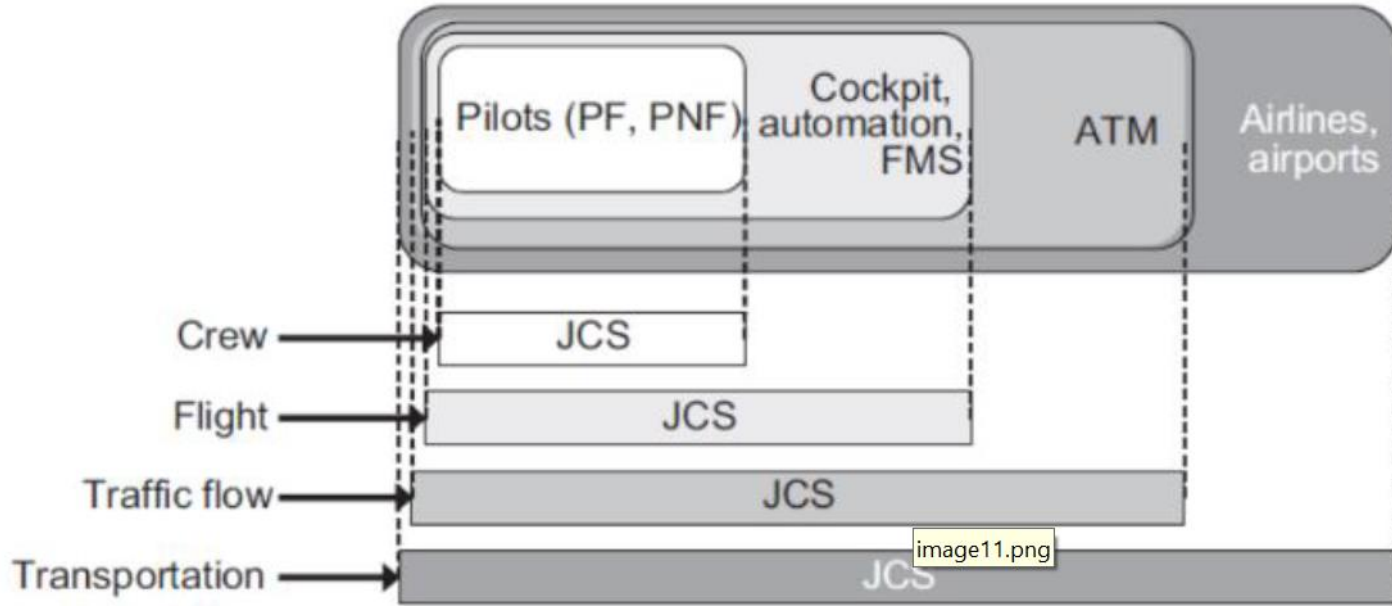 Pilots (PF, PNF)
Cockpit,
automation,
FMS
ATM
Airlines,
airports
Crew
JCS
Flight
JCS
Traffic flow
JCS
image11.png
Transportation
JCS